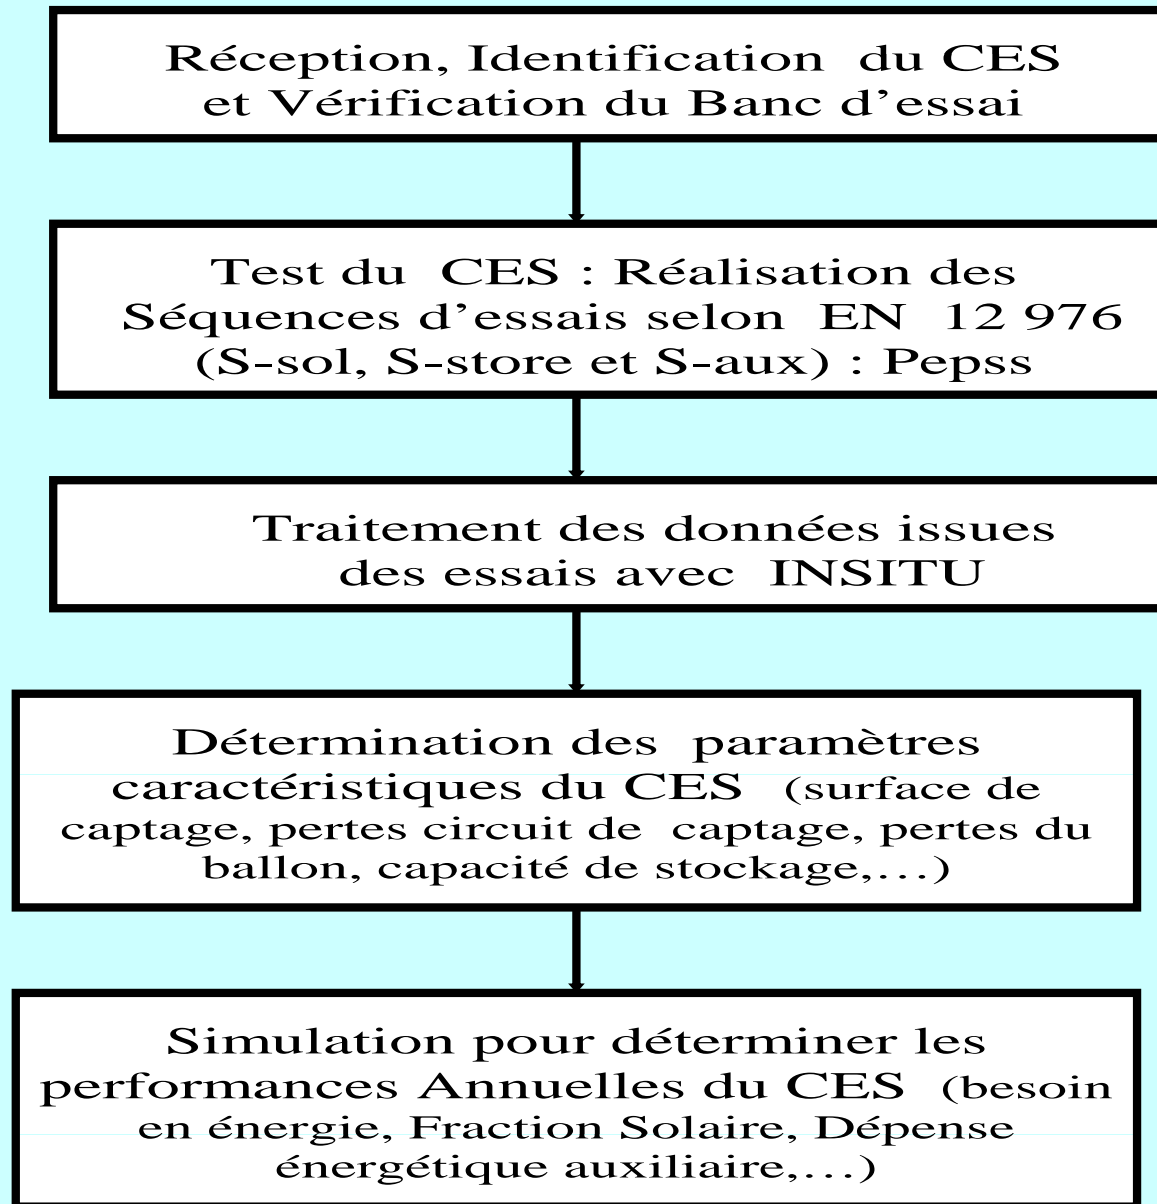 Réception, Identification du CES
et Vérification du Banc d’essai
Test du CES : Réalisation des
Séquences d’essais selon EN 12 976
(S-sol, S-store et S-aux) : Pepss
Traitement des données issues
des essais avec INSITU
Détermination des paramètres
caractéristiques du CES (surface de
captage, pertes circuit de captage, pertes du
ballon, capacité de stockage,…)
Simulation pour déterminer les
performances Annuelles du CES (besoin
en énergie, Fraction Solaire, Dépense
énergétique auxiliaire,…)